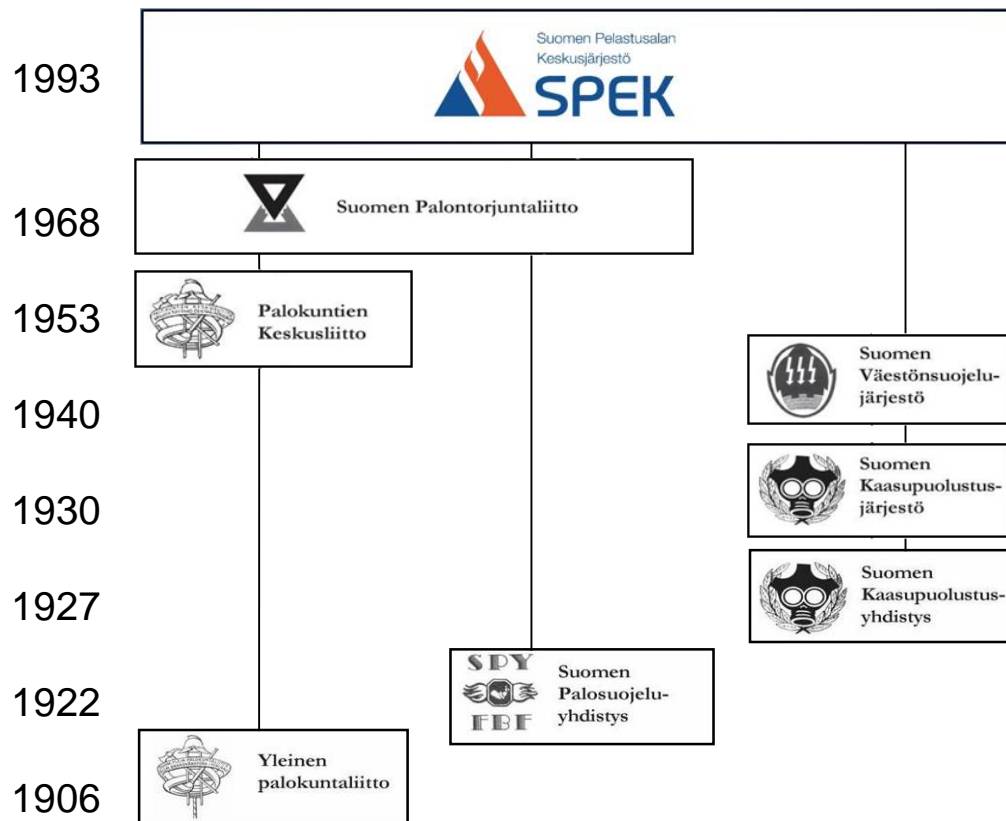 1993
Suomen Pelastusalan
Keskusjärjestö
SPEK
1968
Suomen Palontorjuntaliitto
1953
Palokuntien
Keskusliitto
Suomen
Väestönsuojelu-
järjestö
1940
Suomen
Kaasupuolustus-
järjestö
1930
Suomen
Kaasupuolustus-
yhdistys
1927
SPY
FBF
Suomen
Palosuojelu-
yhdistys
1922
Yleinen
palokuntaliitto
1906